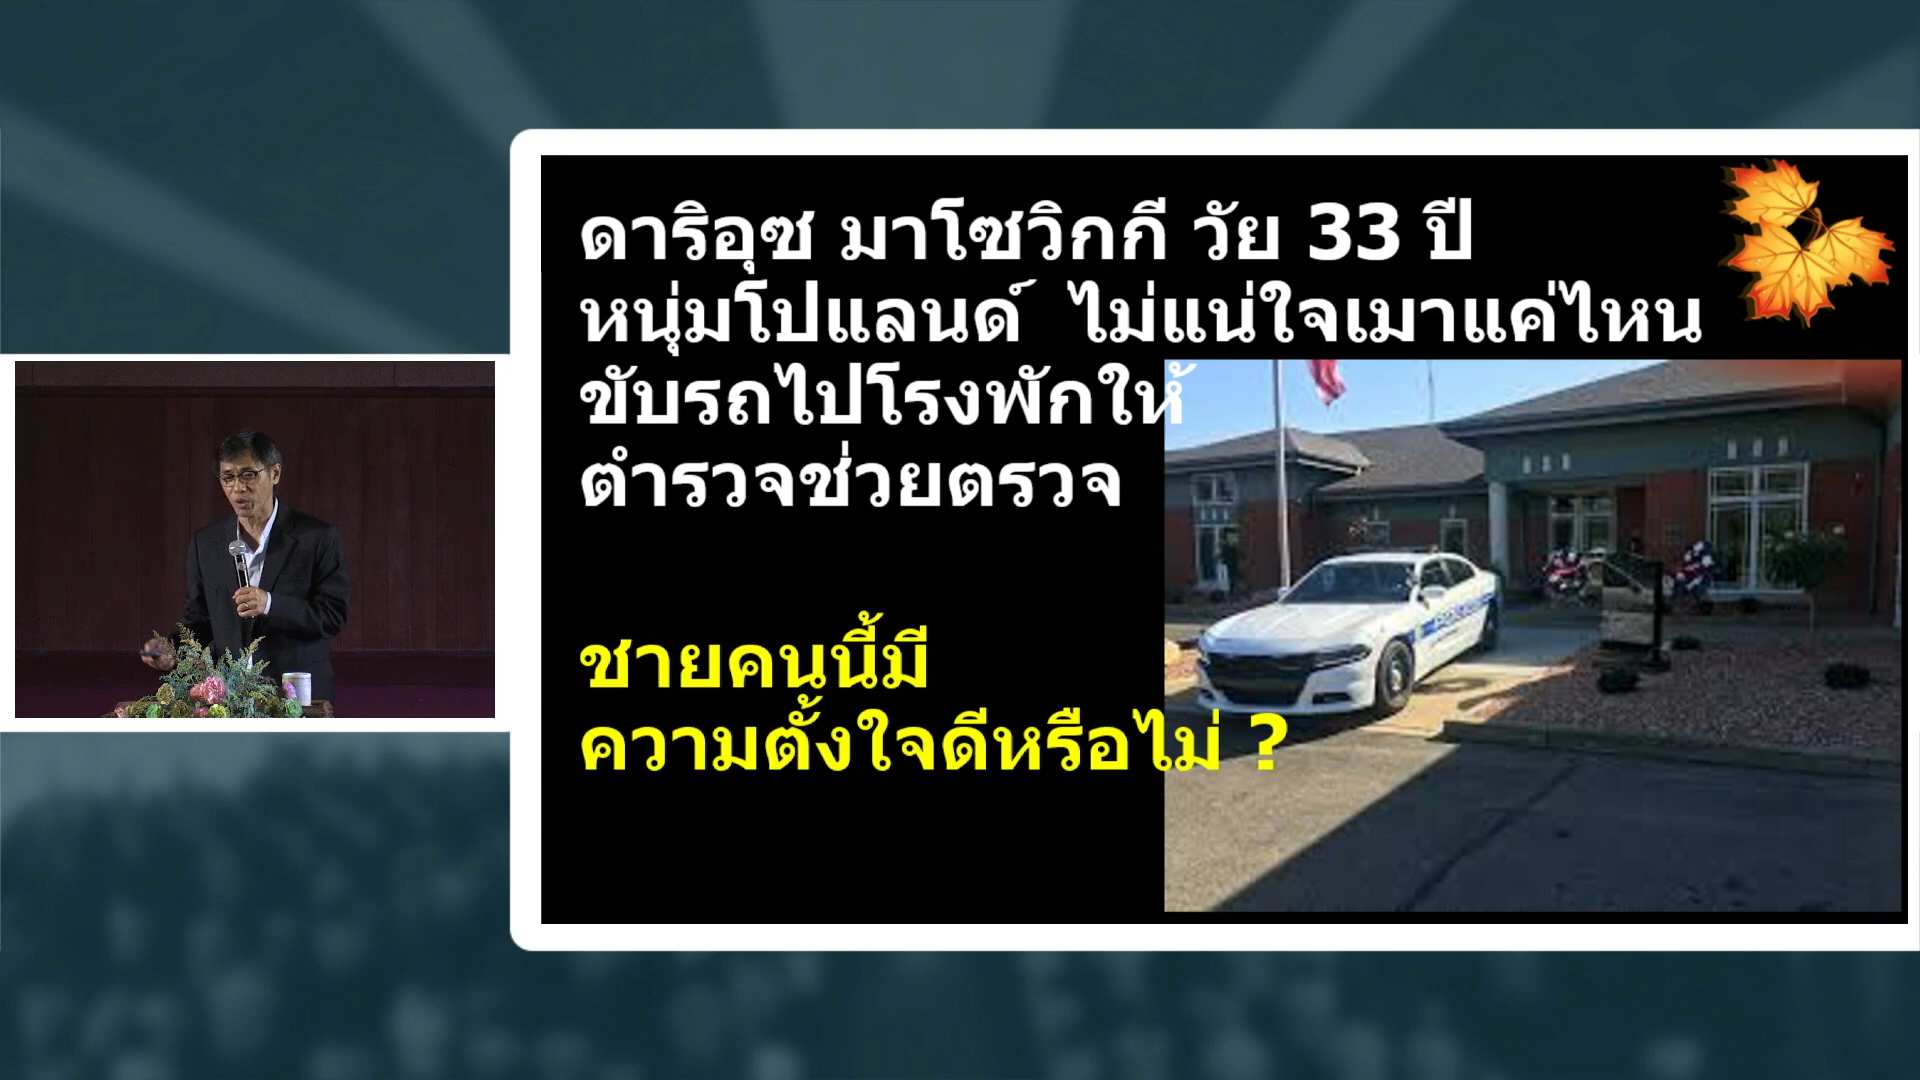 ดาริอุซ มาโซวิกกี วัย 33 ปี
หนุ่มโปแลนด์ ไม่แน่ใจเมาแค่ไหน
ขับรถไปโรงพักให้
ตำรวจช่วยตรวจ
ชายคนนี้มี
ความตั้งใจดีหรือไม่ ?